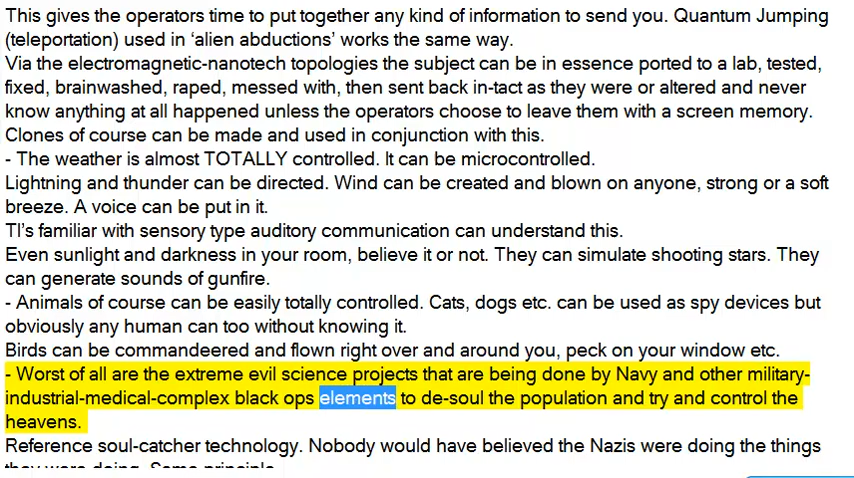 This gives the operators time to put together any kind of information to send you. Quantum Jumping
(teleportation) used in ‘alien abductions’ works the same way.
Via the electromagnetic-nanotech topologies the subject can be in essence ported to a lab, tested,
fixed, brainwashed, raped, messed with, then sent back in-tact as they were or altered and never
know anything at all happened unless the operators choose to leave them with a screen memory.
Clones of course can be made and used in conjunction with this.
- The weather is almost TOTALLY controlled. It can be microcontrolled.
Lightning and thunder can be directed. Wind can be created and blown on anyone, strong or a soft
breeze. A voice can be put in it.
TI’s familiar with sensory type auditory communication can understand this.
Even sunlight and darkness in your room, believe it or not. They can simulate shooting stars. They
can generate sounds of gunfire.
- Animals of course can be easily totally controlled. Cats, dogs etc. can be used as spy devices but
obviously any human can too without knowing it.
Birds can be commandeered and flown right over and around you, peck on your window etc.
- Worst of all are the extreme evil science projects that are being done by Navy and other military-
industrial-medical-complex black ops elements to de-soul the population and try and control the
heavens.
Reference soul-catcher technology. Nobody would have believed the Nazis were doing the things
they were doing. Same principle.